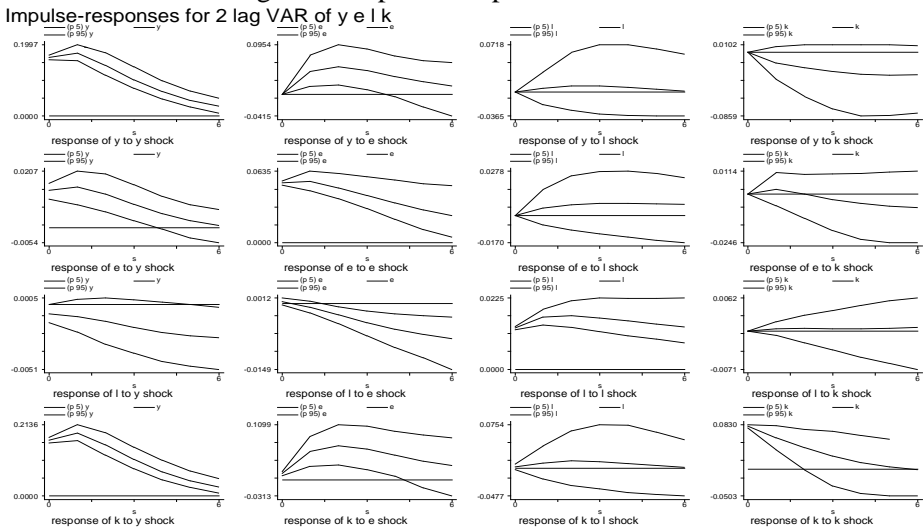 Impulse-responses for 2 lag VAR of y e l k
(p 5) y y (p 5) e e (p 5) l l (p 5) k k
(p 95) y (p 95) e (p 95) l (p 95) k
0.1997 0.0954 0.0718 0.0102
0.0000 -0.0415 -0.0365 -0.0859
0 6 0 6 0 6 0 6
s s s s
response of y to y shock response of y to e shock response of y to l shock response of y to k shock
(p 5) y y (p 5) e e (p 5) l l (p 5) k k
(p 95) y (p 95) e (p 95) l (p 95) k
0.0207 0.0635 0.0278 0.0114
-0.0054 0.0000 -0.0170 -0.0246
0 6 0 6 0 6 0 6
s s s s
response of e to y shock response of e to e shock response of e to l shock response of e to k shock
(p 5) y y (p 5) e e (p 5) l l (p 5) k k
(p 95) y (p 95) e (p 95) l (p 95) k
0.0005 0.0012 0.0225 0.0062
-0.0051 -0.0149 0.0000 -0.0071
0 6 0 6 0 6 0 6
s s s s
response of l to y shock response of l to e shock response of l to l shock response of l to k shock
(p 5) y y (p 5) e e (p 5) l l (p 5) k k
(p 95) y (p 95) e (p 95) l (p 95) k
0.2136 0.1099 0.0754 0.0830
0.0000 -0.0313 -0.0477 -0.0503
0 6 0 6 0 6 0 6
s s s s
response of k to y shock response of k to e shock response of k to l shock response of k to k shock